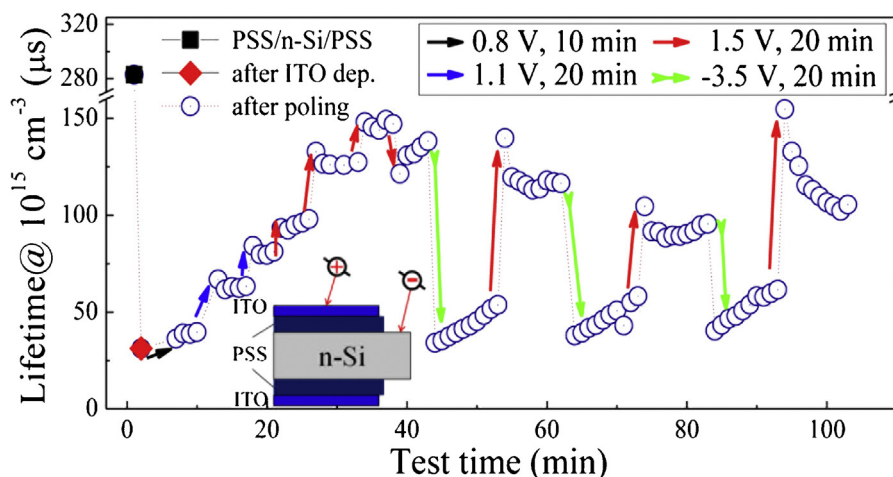 320
280
150
100
50
0
Lifetime@ 10¹⁵ cm⁻³ (μs)
PSS/n-Si/PSS
after ITO dep.
after poling
0.8 V, 10 min
1.5 V, 20 min
1.1 V, 20 min
-3.5 V, 20 min
+
-
ITO
PSS
n-Si
ITO
0 20 40 60 80 100
Test time (min)